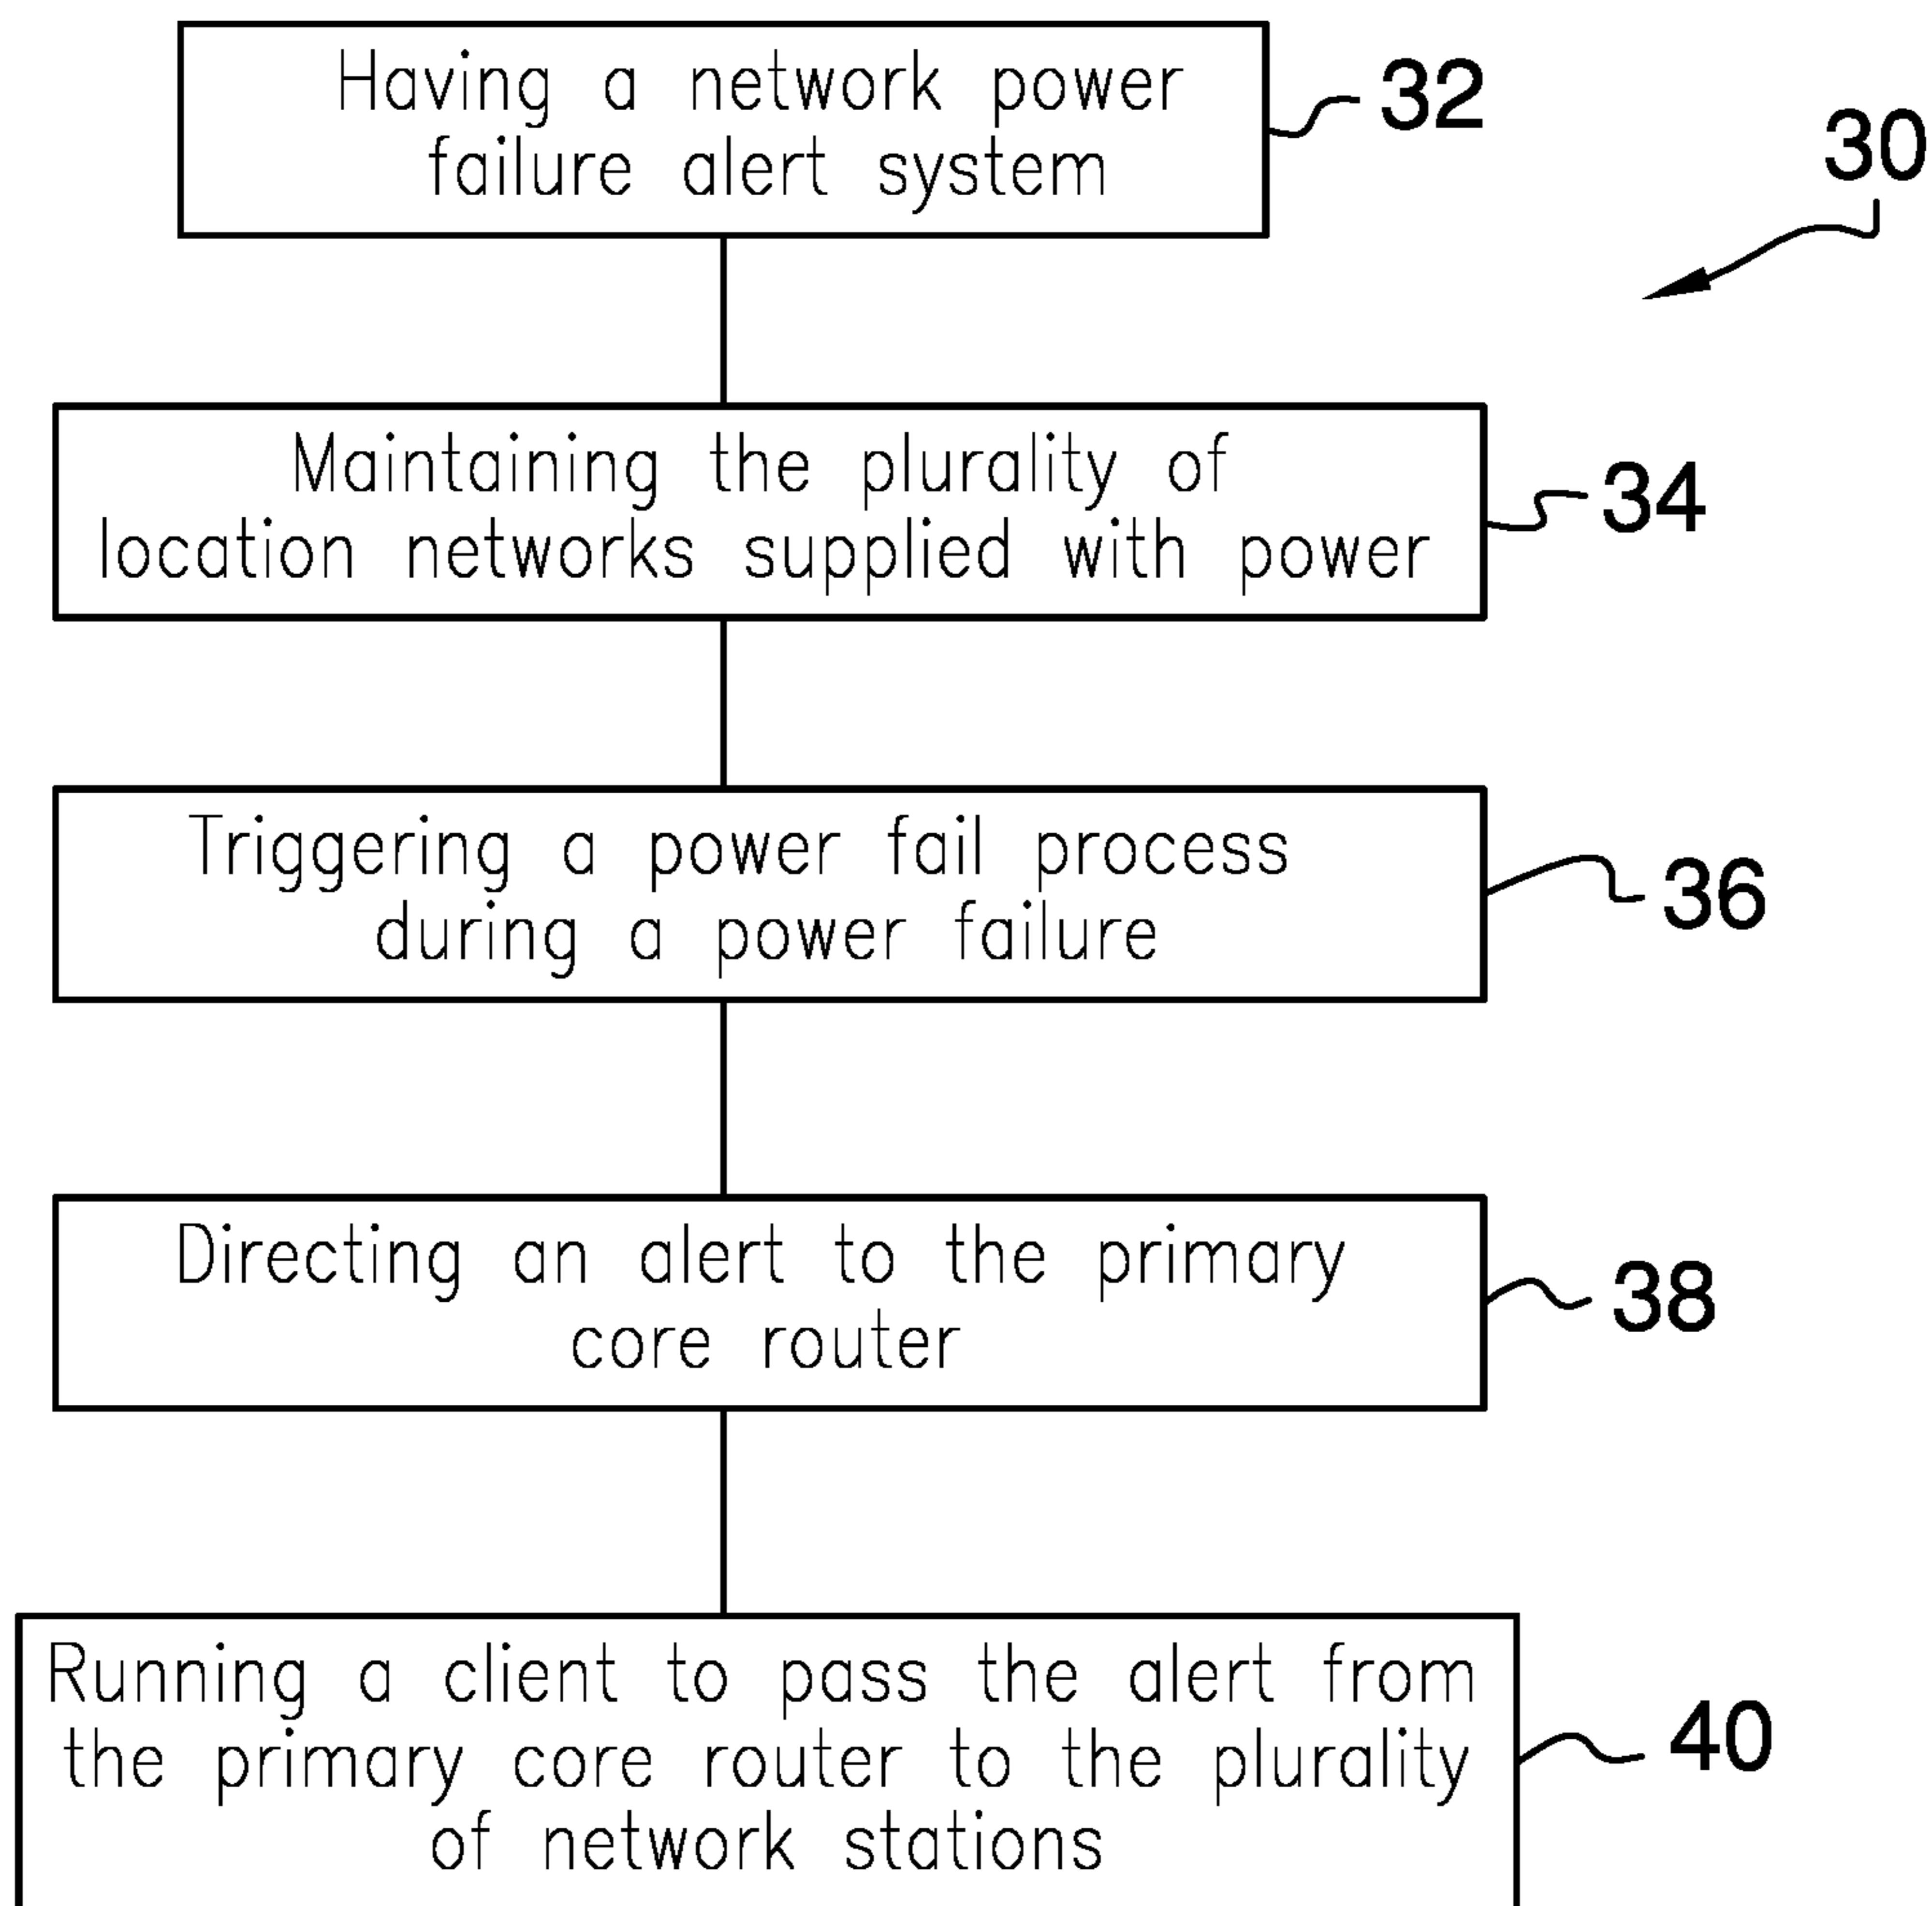 Having a network power
failure alert system
32
30
Maintaining the plurality of
location networks supplied with power
34
Triggering a power fail process
during a power failure
36
Directing an alert to the primary
core router
38
Running a client to pass the alert from
the primary core router to the plurality
of network stations
40